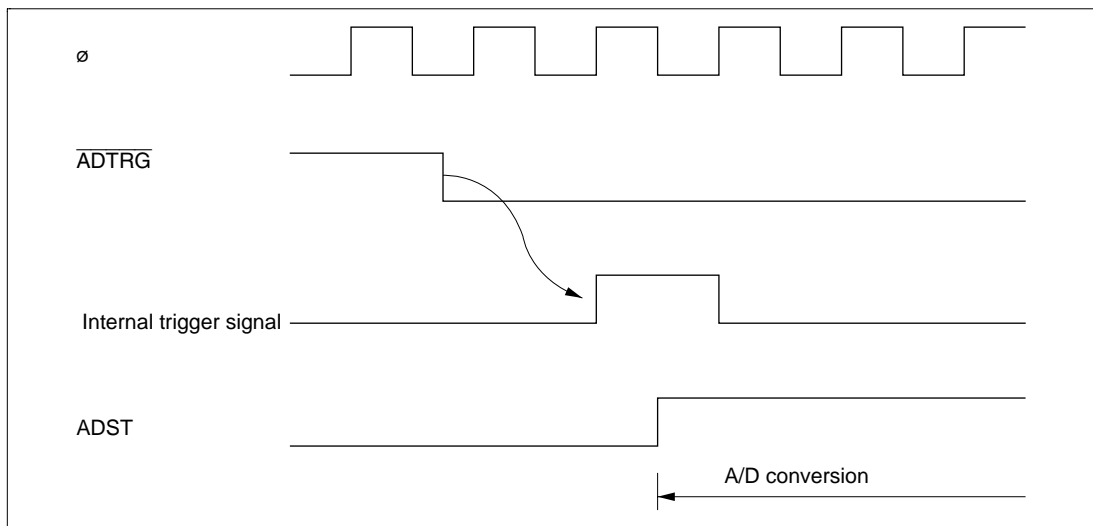 ø
ADTRG
Internal trigger signal
ADST
A/D conversion